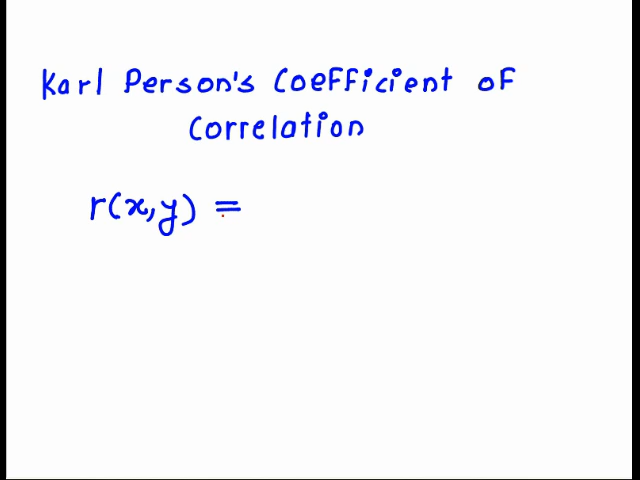 Karl Person's Coefficient of
Correlation
r(x,y) =